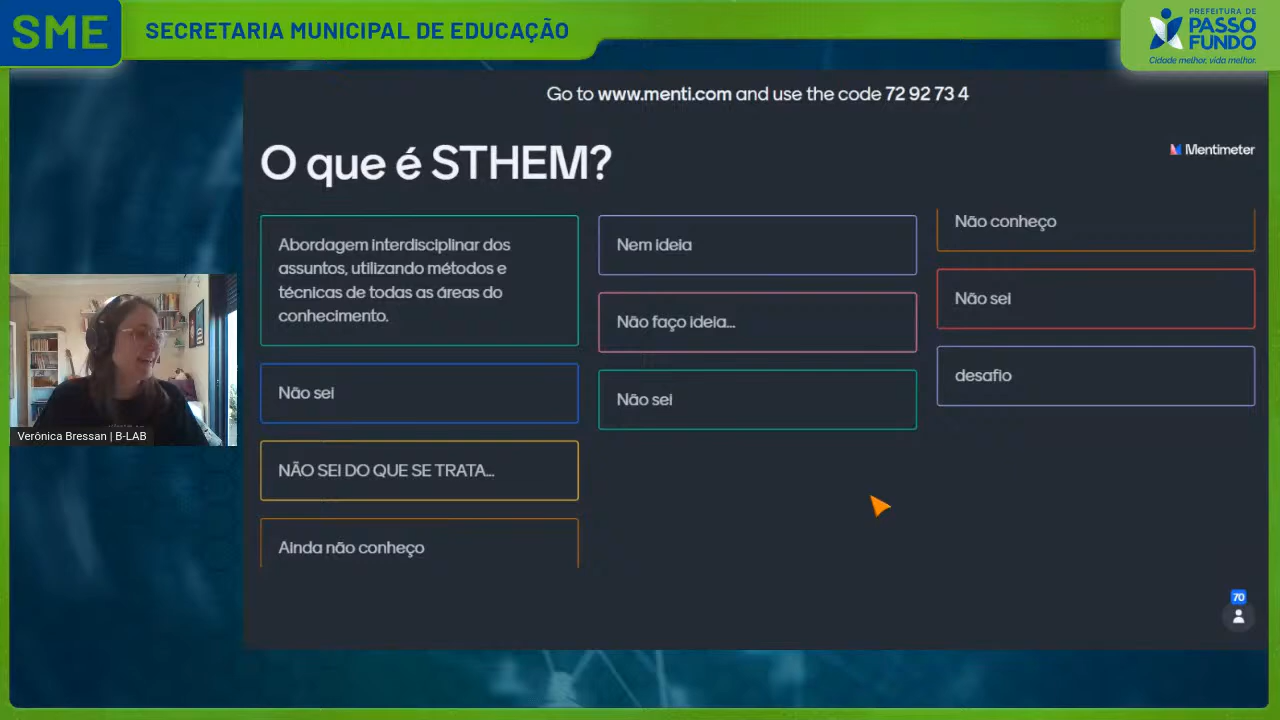 SME
SECRETARIA MUNICIPAL DE EDUCAÇÃO
PREFEITURA DE
PASSO
FUNDO
Cidade melhor, vida melhor.
Go to www.menti.com and use the code 72 92 73 4
O que é STHEM?
Mentimeter
Abordagem interdisciplinar dos
assuntos, utilizando métodos e
técnicas de todas as áreas do
conhecimento.
Não sei
NÃO SEI DO QUE SE TRATA...
Ainda não conheço
Nem ideia
Não faço ideia...
Não sei
Não conheço
Não sei
desafio
Verônica Bressan | B-LAB
70